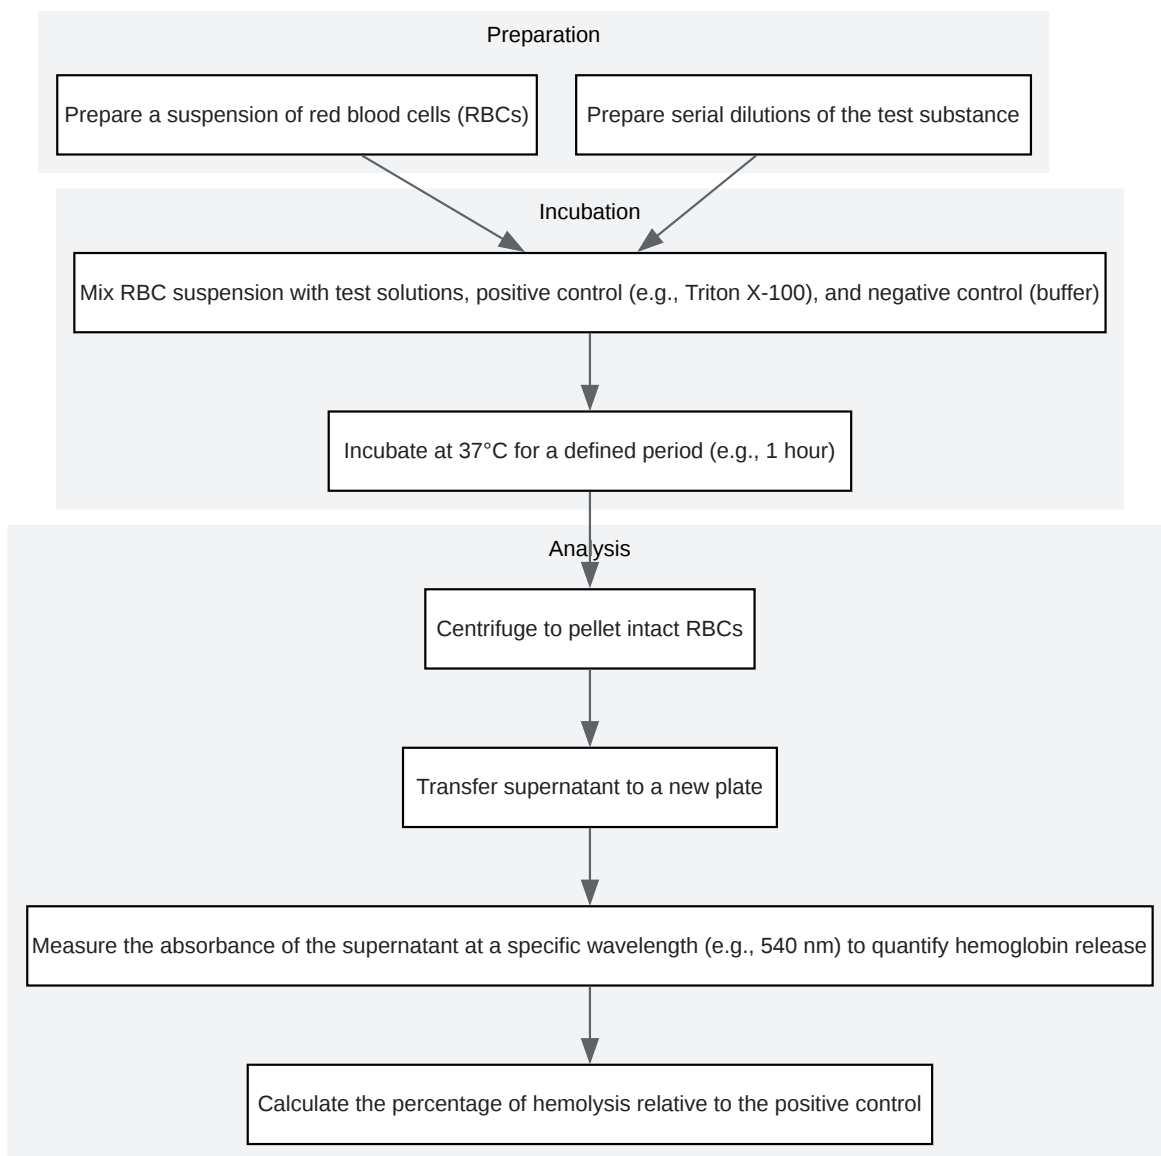 Preparation
Prepare a suspension of red blood cells (RBCs)
Prepare serial dilutions of the test substance
Incubation
Mix RBC suspension with test solutions, positive control (e.g., Triton X-100), and negative control (buffer)
Incubate at 37°C for a defined period (e.g., 1 hour)
Analysis
Centrifuge to pellet intact RBCs
Transfer supernatant to a new plate
Measure the absorbance of the supernatant at a specific wavelength (e.g., 540 nm) to quantify hemoglobin release
Calculate the percentage of hemolysis relative to the positive control